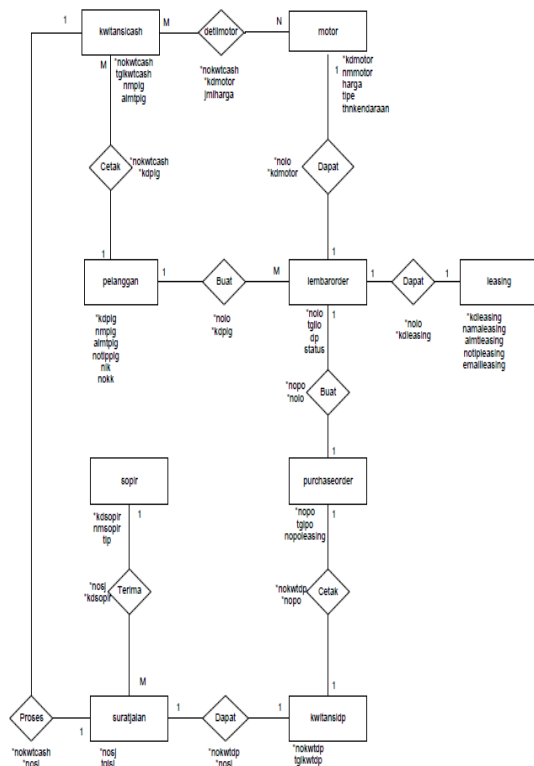 1
kwitansicash
M
detilmotor
N
motor
M
*nokwtcash
tglkwtcash
nmplg
almtplg
*nokwtcash
*kdmotor
jmlharga
1
*kdmotor
nmmotor
harga
tipe
thnkendaraan
Cetak
*nokwtcash
*kdplg
*nolo
*kdmotor
Dapat
1
1
pelanggan
1
Buat
M
lembarorder
1
Dapat
1
leasing
*kdplg
nmplg
almtplg
notlpplg
nik
nokk
*nolo
*kdplg
*nolo
tgllo
dp
status
1
*nolo
*kdleasing
*kdleasing
namaleasing
almtleasing
notlpleasing
emailleasing
*nopo
*nolo
Buat
1
sopir
purchaseorder
*kdsopir
nmsopir
tlp
1
*nopo
tglpo
nopoleasing
1
*nosj
*kdsopir
Terima
*nokwtdp
*nopo
Cetak
M
1
Proses
1
suratjalan
1
Dapat
1
kwitansidp
*nokwtcash
*nosj
*nosj
tglsj
*nokwtdp
*nosj
*nokwtdp
tglkwtdp